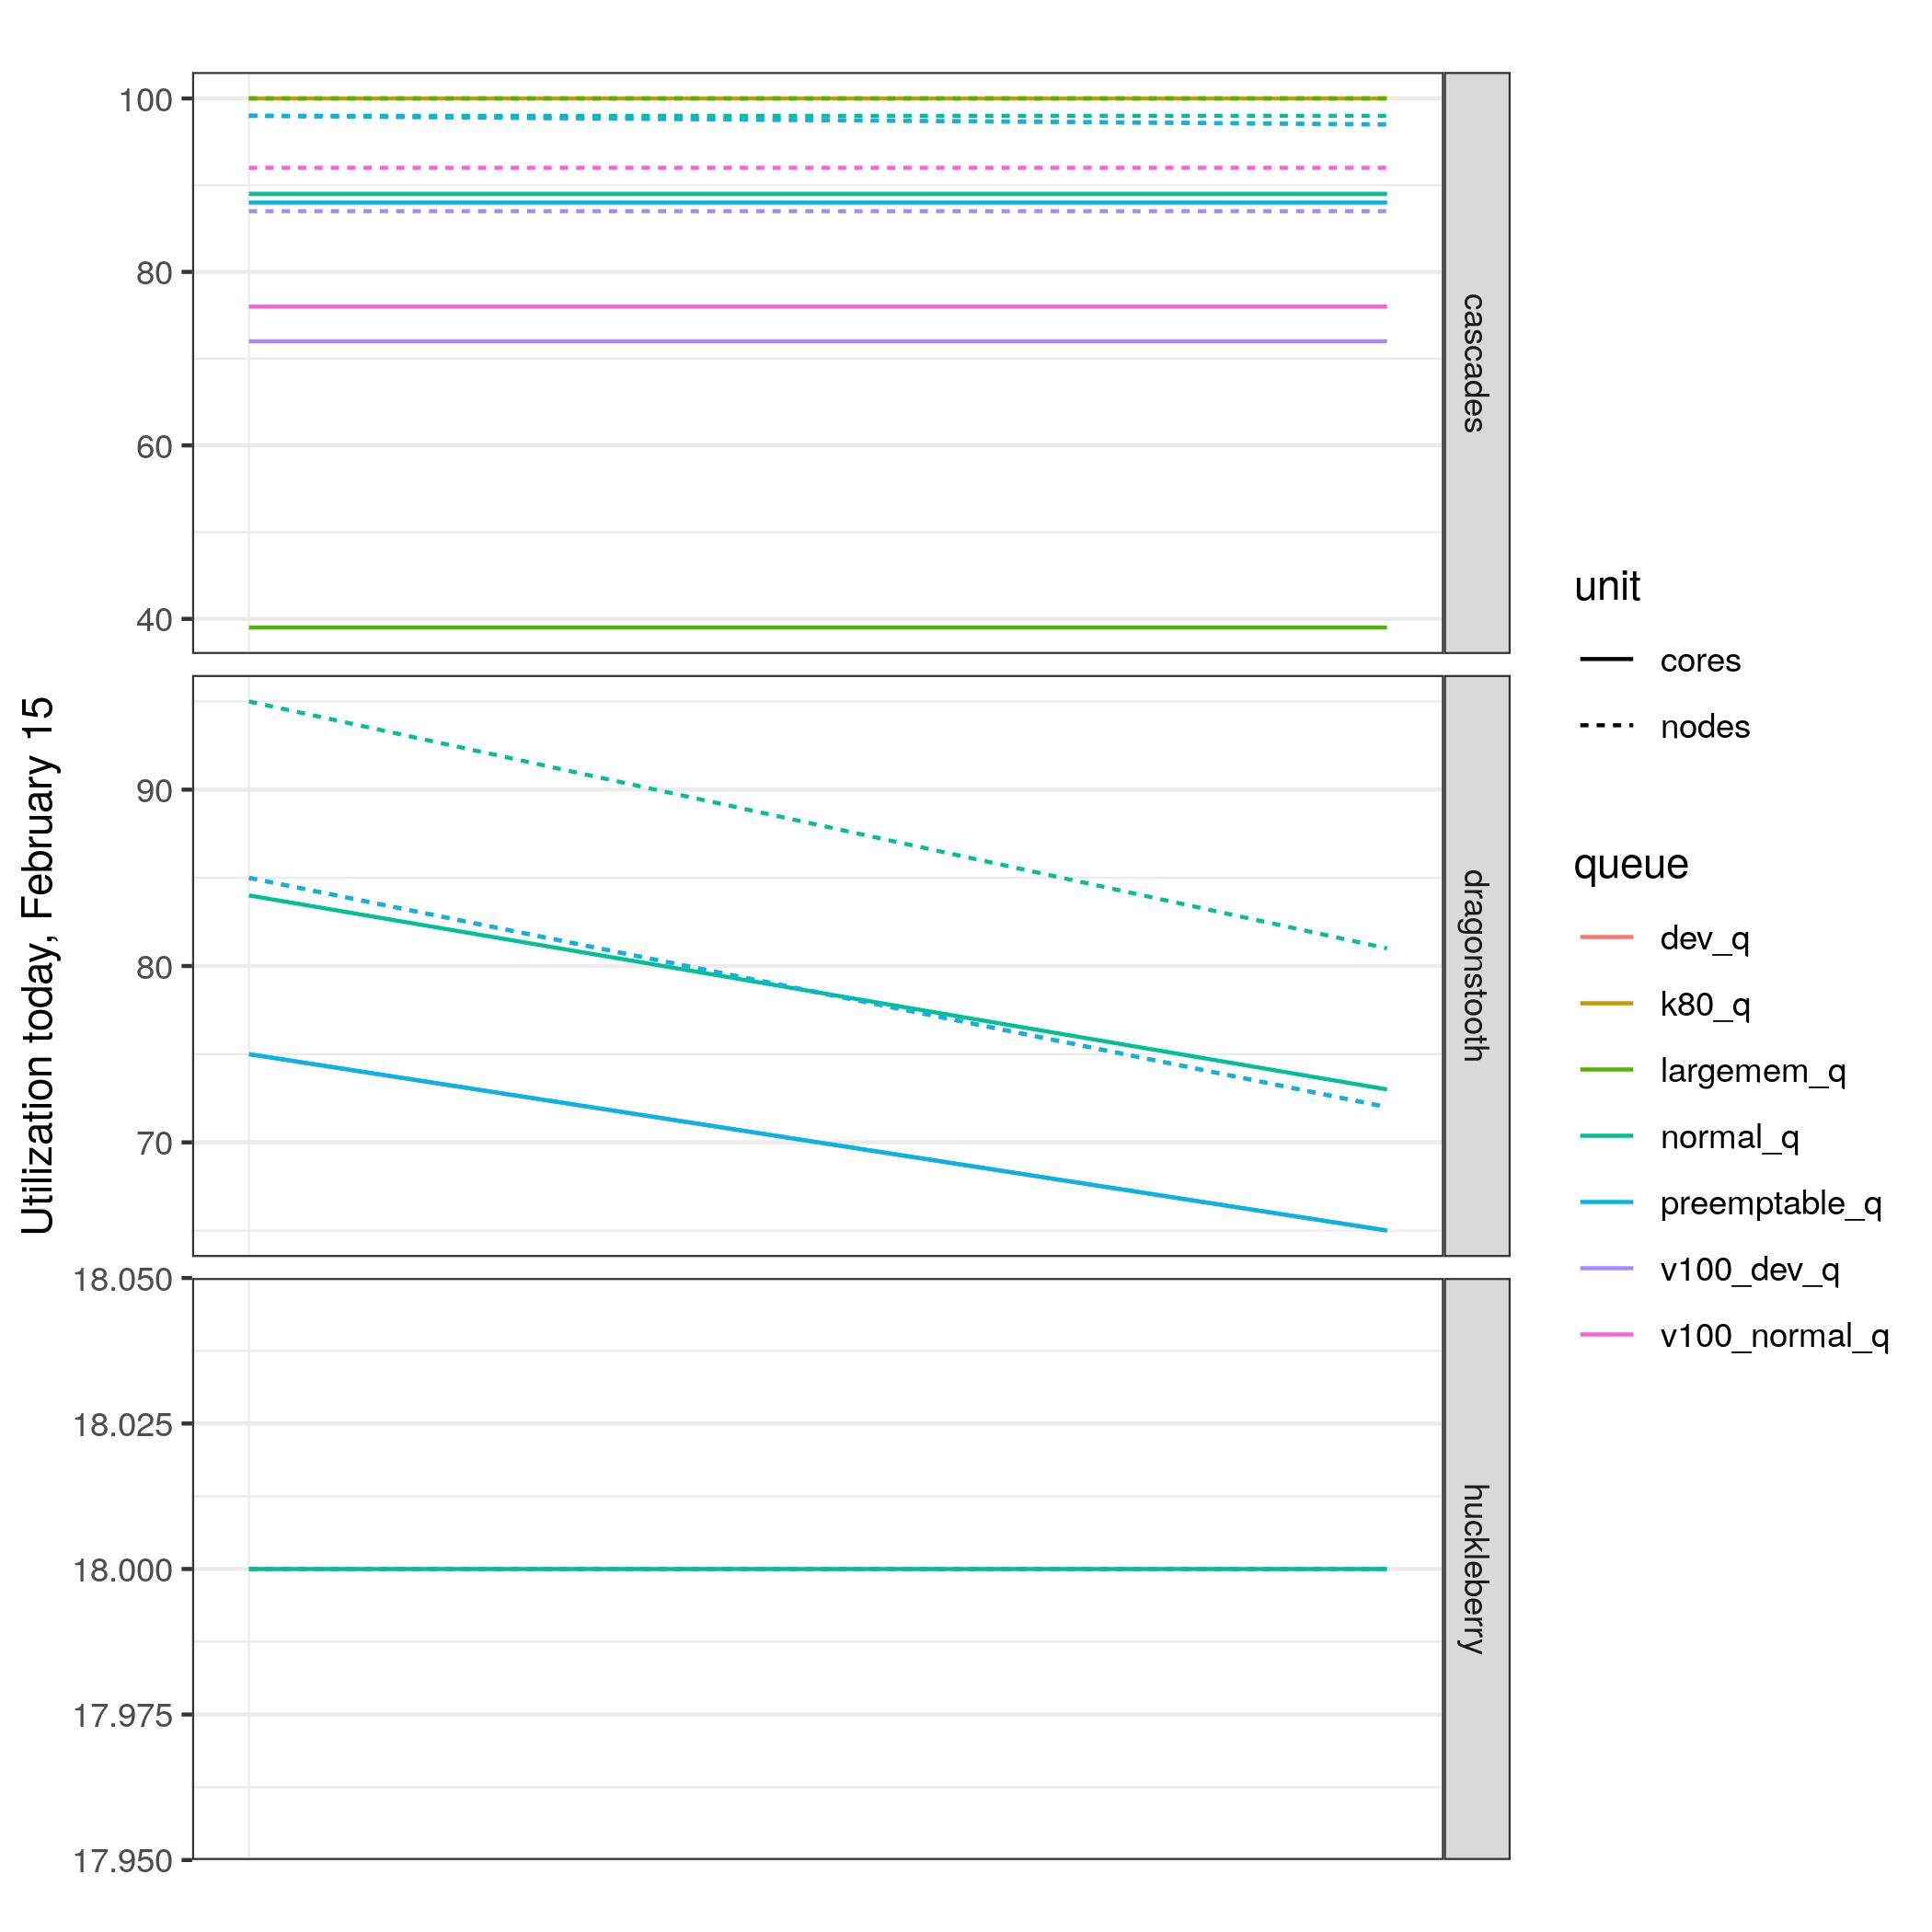 Utilization today, February 15
100
80
60
40
cascades
90
80
70
dragonstooth
18.050
18.025
18.000
17.975
17.950
huckleberry
unit
cores
nodes
queue
dev_q
k80_q
largemem_q
normal_q
preemptable_q
v100_dev_q
v100_normal_q